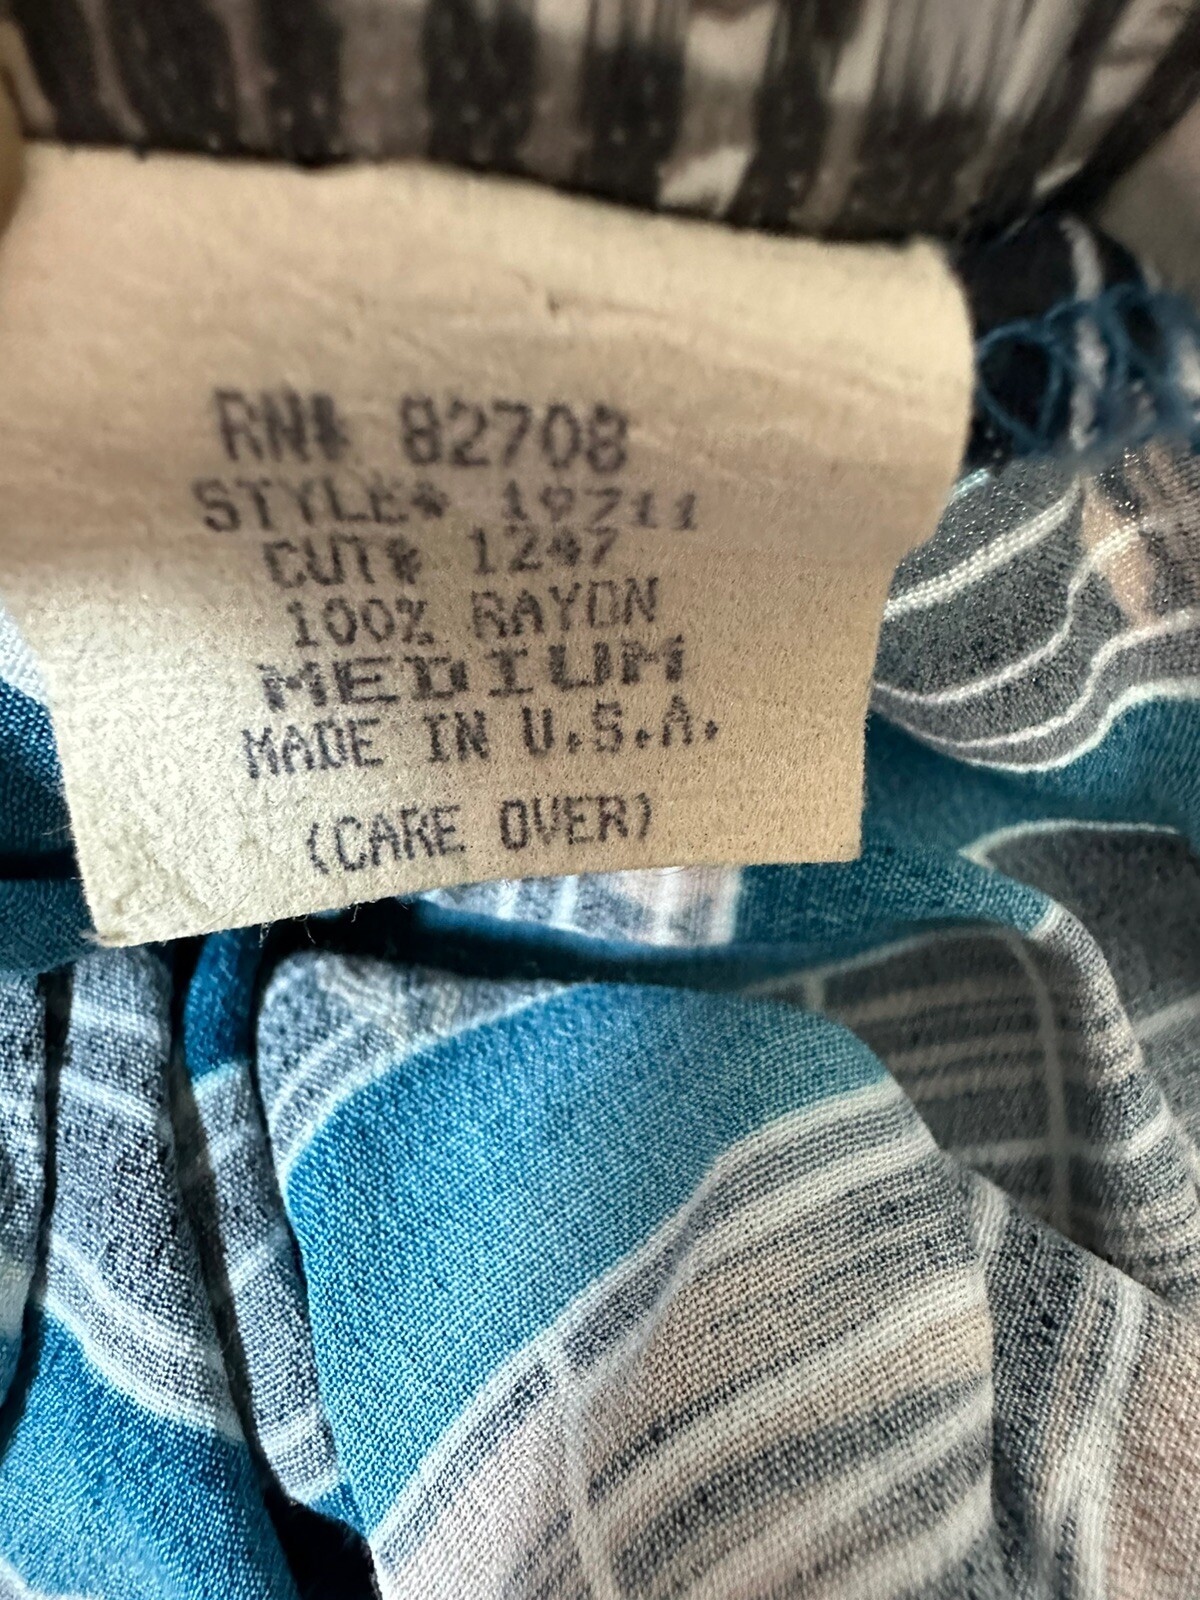 RN# 82708
STYLE# 19711
CUT# 1247
100% RAYON
MEDIUM
MADE IN U.S.A.
(CARE OVER)